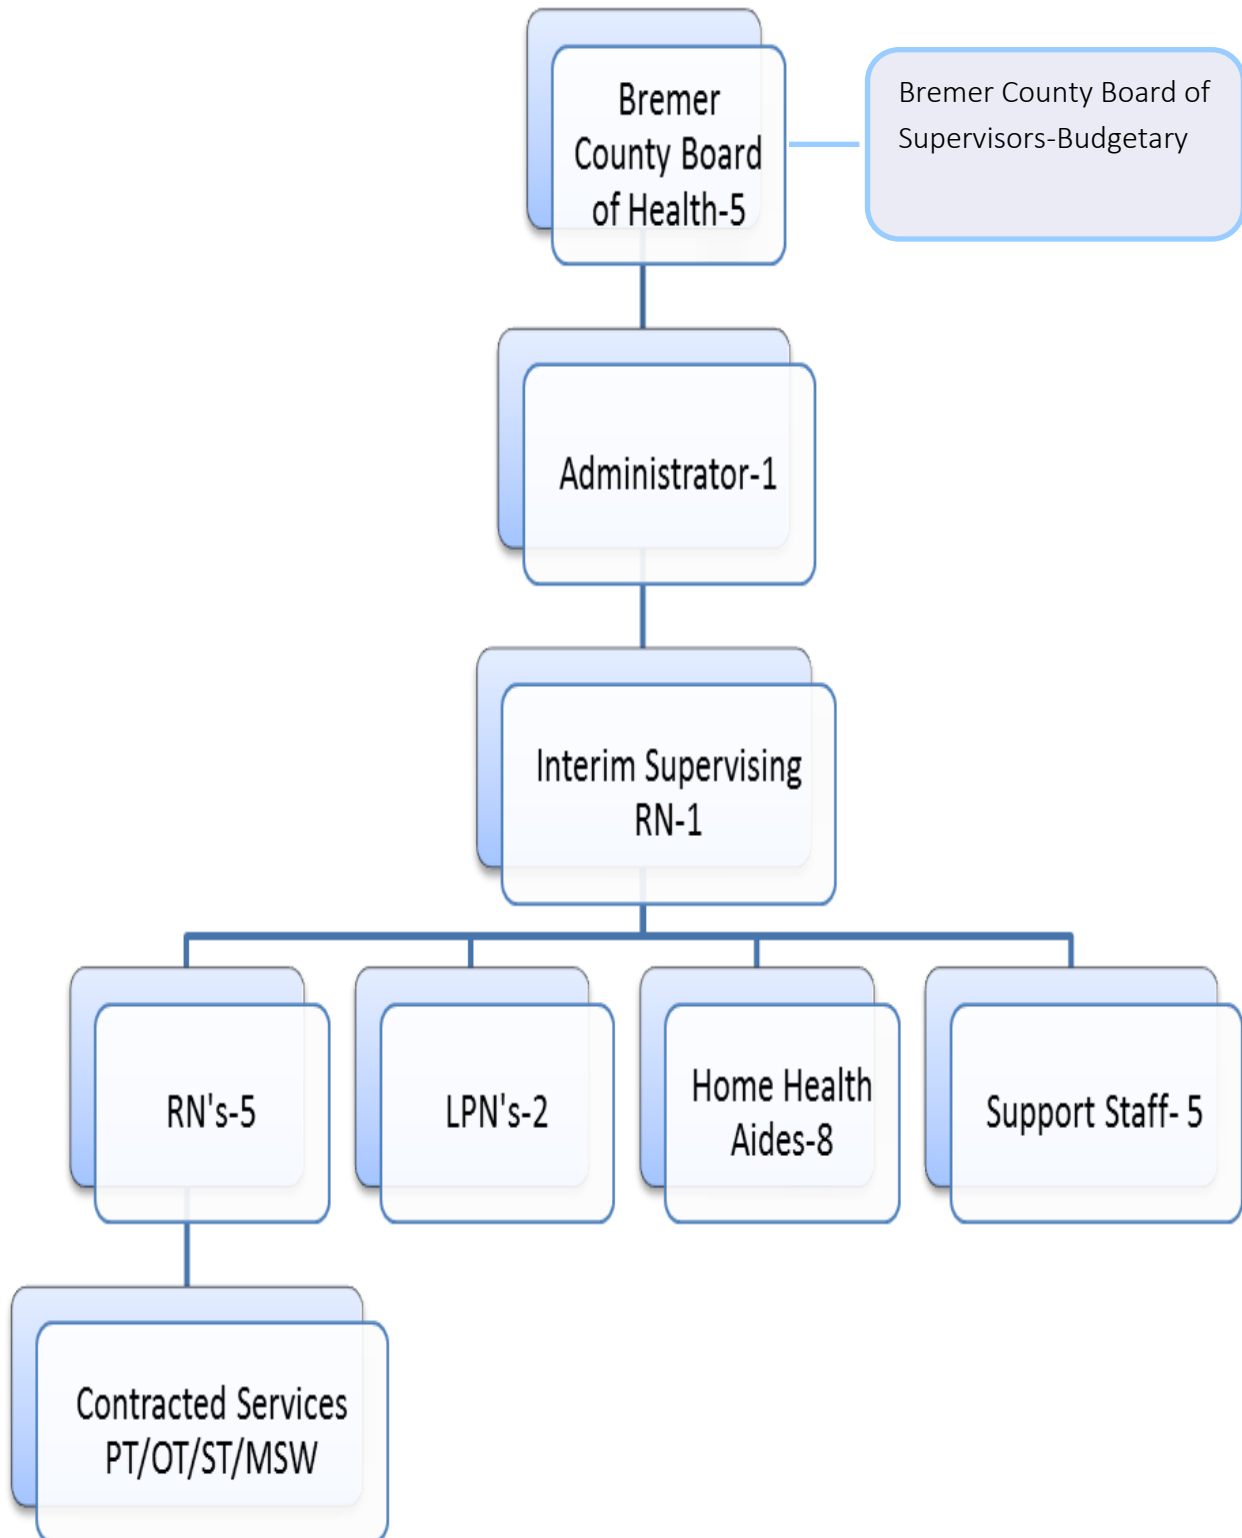 Bremer
County Board
of Health-5
Bremer County Board of
Supervisors-Budgetary
Administrator-1
Interim Supervising
RN-1
RN's-5
LPN's-2
Home Health
Aides-8
Support Staff- 5
Contracted Services
PT/OT/ST/MSW